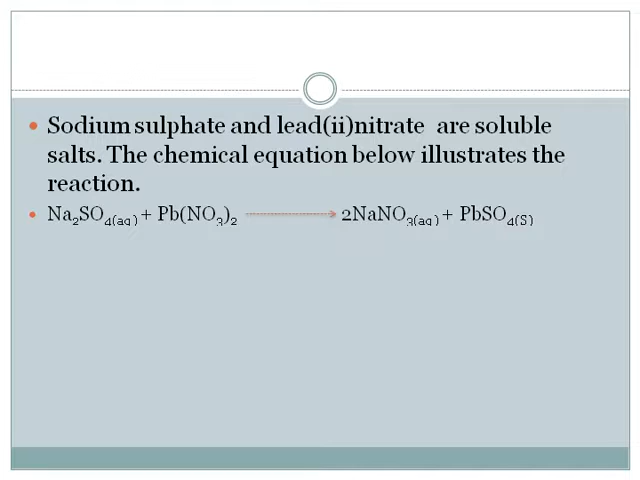 • Sodium sulphate and lead(ii)nitrate are soluble
salts. The chemical equation below illustrates the
reaction.
• Na₂SO₄(aq) + Pb(NO₃)₂ → 2NaNO₃(aq) + PbSO₄(S)